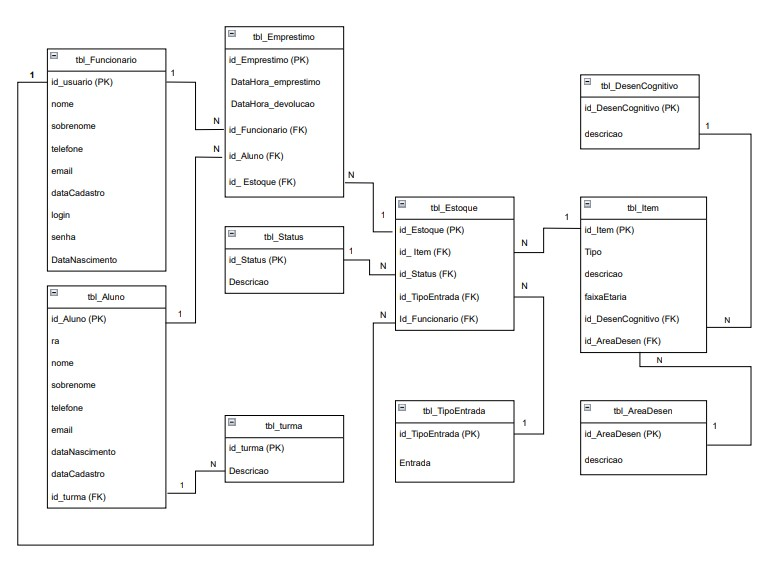 tbl_Funcionario
id_usuario (PK)
nome
sobrenome
telefone
email
dataCadastro
login
senha
DataNascimento
1
1
tbl_Emprestimo
id_Emprestimo (PK)
DataHora_emprestimo
DataHora_devolucao
id_Funcionario (FK)
id_Aluno (FK)
id_ Estoque (FK)
N
N
N
tbl_DesenCognitivo
id_DesenCognitivo (PK)
descricao
1
tbl_Status
id_Status (PK)
Descricao
1
N
tbl_Estoque
id_Estoque (PK)
id_ Item (FK)
id_Status (FK)
id_TipoEntrada (FK)
Id_Funcionario (FK)
1
N
N
N
tbl_Item
id_Item (PK)
Tipo
descricao
faixaEtaria
id_DesenCognitivo (FK)
id_AreaDesen (FK)
1
N
N
tbl_Aluno
id_Aluno (PK)
ra
nome
sobrenome
telefone
email
dataNascimento
dataCadastro
id_turma (FK)
1
1
tbl_turma
id_turma (PK)
Descricao
N
tbl_TipoEntrada
id_TipoEntrada (PK)
Entrada
1
tbl_AreaDesen
id_AreaDesen (PK)
descricao
1